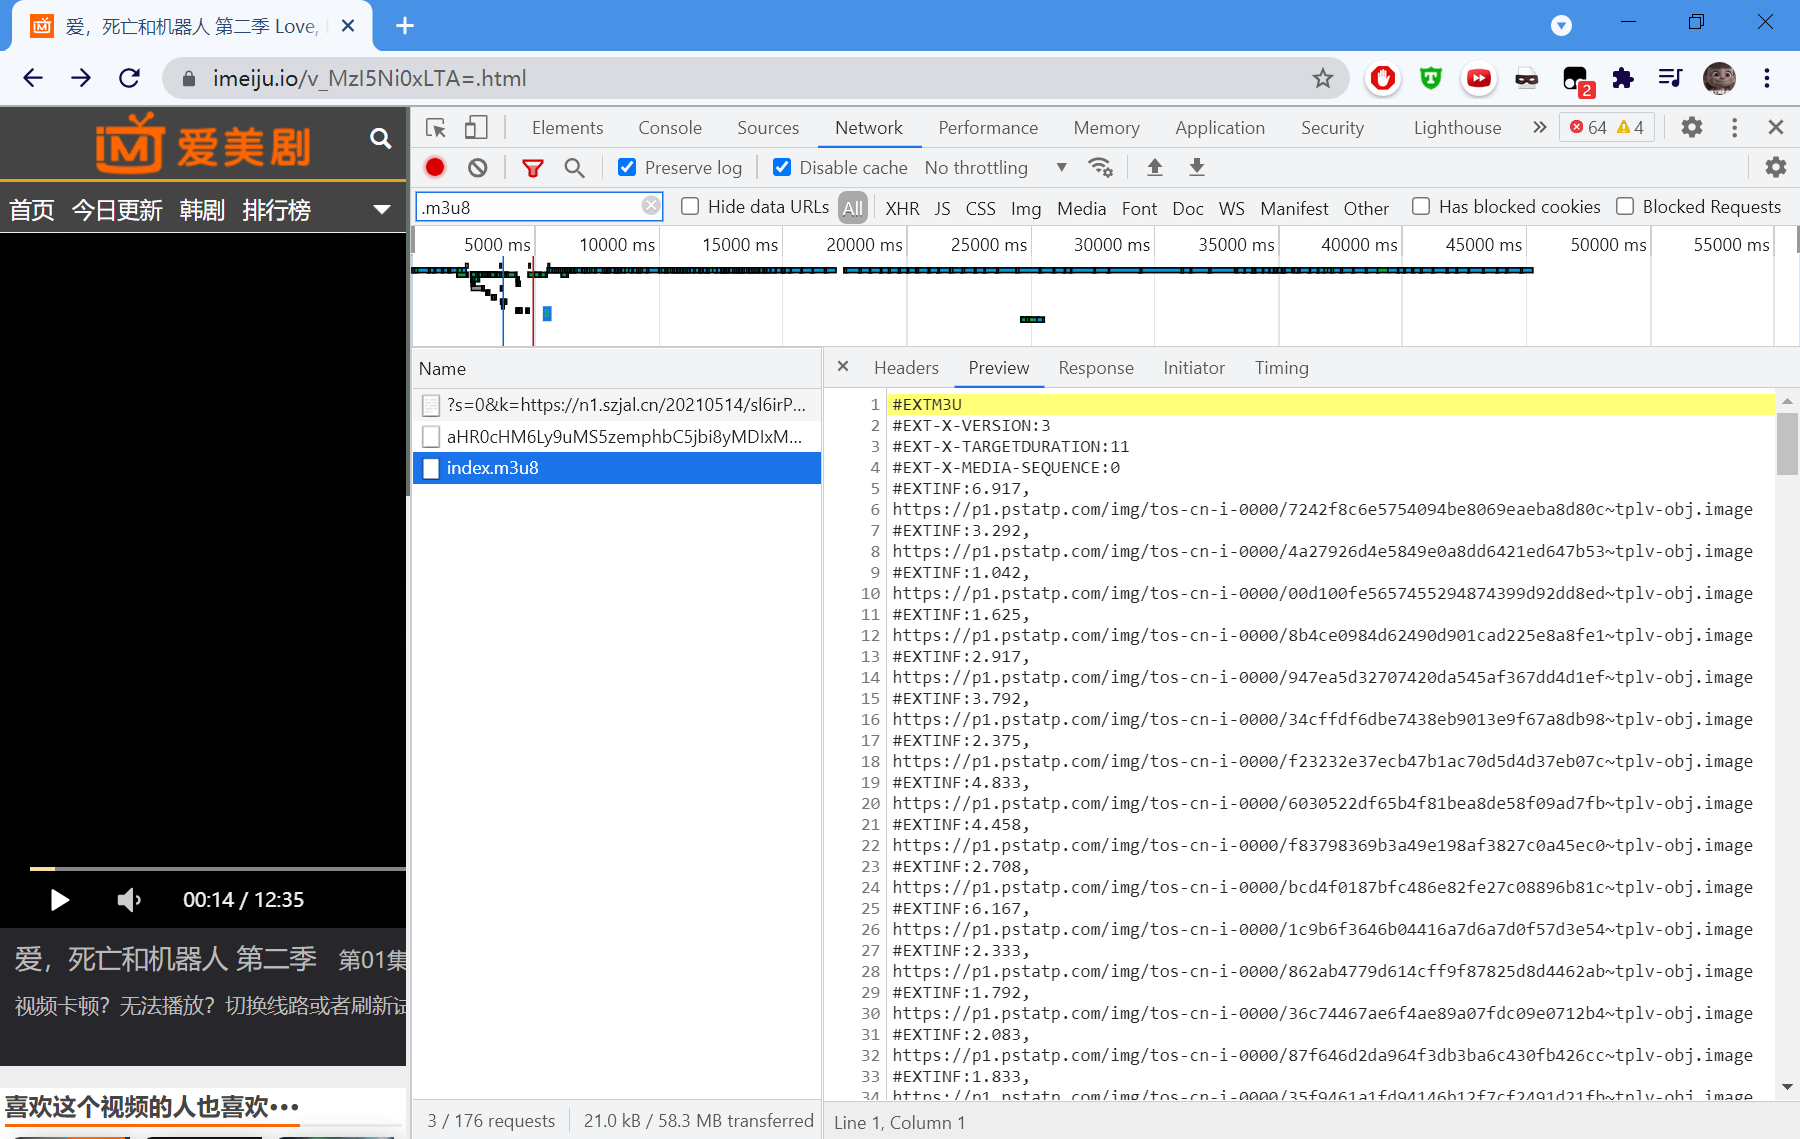 爱，死亡和机器人 第二季 Love,
imeiju.io/v_MzI5Ni0xLTA=.html
2
iM 爱美剧
首页 今日更新 韩剧 排行榜
00:14 / 12:35
爱，死亡和机器人 第二季 第01集
视频卡顿？无法播放？切换线路或者刷新试
喜欢这个视频的人也喜欢•••
Elements Console Sources Network Performance Memory Application Security Lighthouse » 64 4
Preserve log Disable cache No throttling
.m3u8 Hide data URLs All XHR JS CSS Img Media Font Doc WS Manifest Other Has blocked cookies Blocked Requests
5000 ms 10000 ms 15000 ms 20000 ms 25000 ms 30000 ms 35000 ms 40000 ms 45000 ms 50000 ms 55000 ms
Name
?s=0&k=https://n1.szjal.cn/20210514/sl6irP...
aHR0cHM6Ly9uMS5zemphbC5jbi8yMDIxM...
index.m3u8
3 / 176 requests 21.0 kB / 58.3 MB transferred
Headers Preview Response Initiator Timing
1 #EXTM3U
2 #EXT-X-VERSION:3
3 #EXT-X-TARGETDURATION:11
4 #EXT-X-MEDIA-SEQUENCE:0
5 #EXTINF:6.917,
6 https://p1.pstatp.com/img/tos-cn-i-0000/7242f8c6e5754094be8069eaeba8d80c~tplv-obj.image
7 #EXTINF:3.292,
8 https://p1.pstatp.com/img/tos-cn-i-0000/4a27926d4e5849e0a8dd6421ed647b53~tplv-obj.image
9 #EXTINF:1.042,
10 https://p1.pstatp.com/img/tos-cn-i-0000/00d100fe5657455294874399d92dd8ed~tplv-obj.image
11 #EXTINF:1.625,
12 https://p1.pstatp.com/img/tos-cn-i-0000/8b4ce0984d62490d901cad225e8a8fe1~tplv-obj.image
13 #EXTINF:2.917,
14 https://p1.pstatp.com/img/tos-cn-i-0000/947ea5d32707420da545af367dd4d1ef~tplv-obj.image
15 #EXTINF:3.792,
16 https://p1.pstatp.com/img/tos-cn-i-0000/34cffdf6dbe7438eb9013e9f67a8db98~tplv-obj.image
17 #EXTINF:2.375,
18 https://p1.pstatp.com/img/tos-cn-i-0000/f23232e37ecb47b1ac70d5d4d37eb07c~tplv-obj.image
19 #EXTINF:4.833,
20 https://p1.pstatp.com/img/tos-cn-i-0000/6030522df65b4f81bea8de58f09ad7fb~tplv-obj.image
21 #EXTINF:4.458,
22 https://p1.pstatp.com/img/tos-cn-i-0000/f83798369b3a49e198af3827c0a45ec0~tplv-obj.image
23 #EXTINF:2.708,
24 https://p1.pstatp.com/img/tos-cn-i-0000/bcd4f0187bfc486e82fe27c08896b81c~tplv-obj.image
25 #EXTINF:6.167,
26 https://p1.pstatp.com/img/tos-cn-i-0000/1c9b6f3646b04416a7d6a7d0f57d3e54~tplv-obj.image
27 #EXTINF:2.333,
28 https://p1.pstatp.com/img/tos-cn-i-0000/862ab4779d614cff9f87825d8d4462ab~tplv-obj.image
29 #EXTINF:1.792,
30 https://p1.pstatp.com/img/tos-cn-i-0000/36c74467ae6f4ae89a07fdc09e0712b4~tplv-obj.image
31 #EXTINF:2.083,
32 https://p1.pstatp.com/img/tos-cn-i-0000/87f646d2da964f3db3ba6c430fb426cc~tplv-obj.image
33 #EXTINF:1.833,
34 https://p1.pstatp.com/img/tos-cn-i-0000/35f9461a1fd94146b12f7cf2491d21fb~tplv-obj.image
Line 1, Column 1